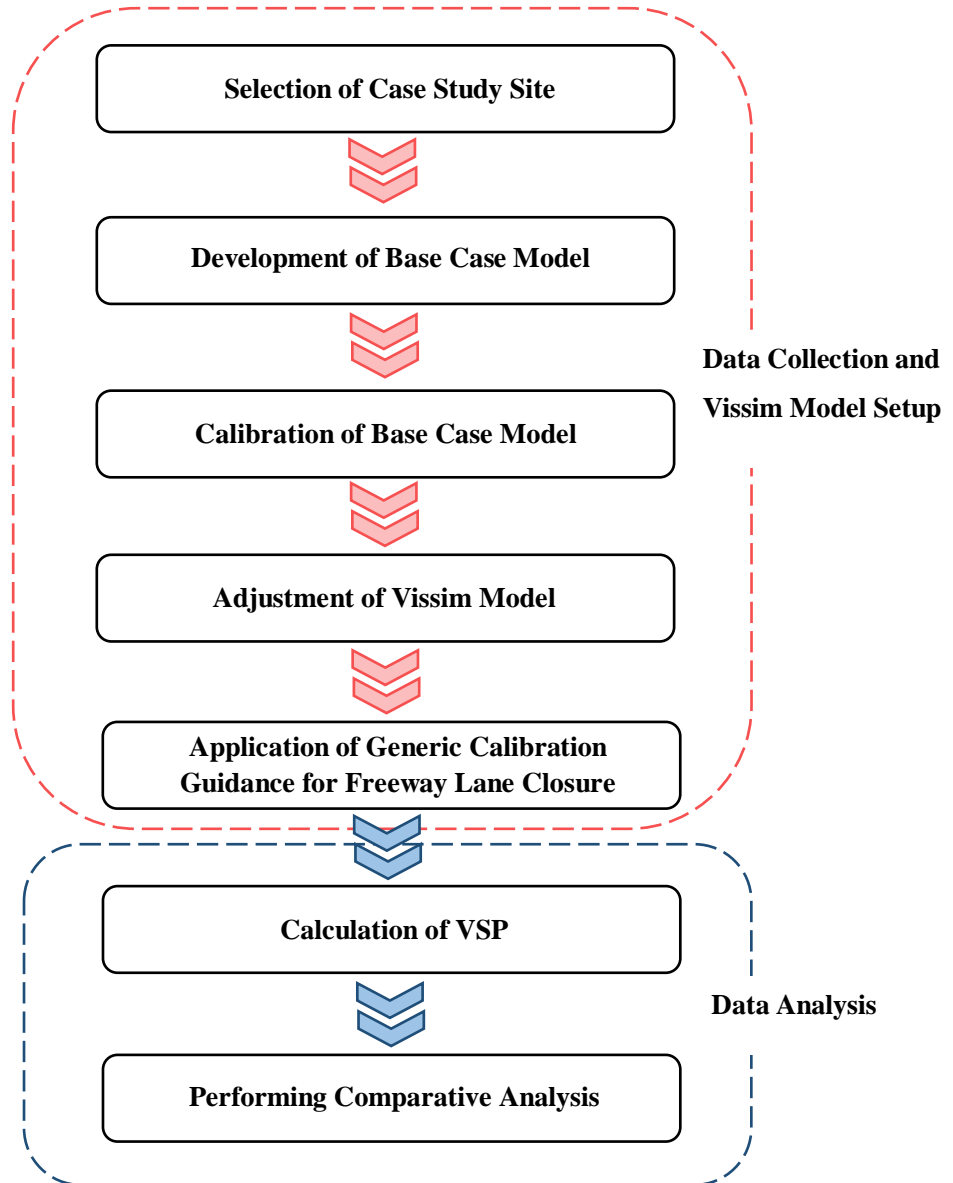 Selection of Case Study Site
Development of Base Case Model
Calibration of Base Case Model
Adjustment of Vissim Model
Application of Generic Calibration
Guidance for Freeway Lane Closure
Data Collection and
Vissim Model Setup
Calculation of VSP
Performing Comparative Analysis
Data Analysis